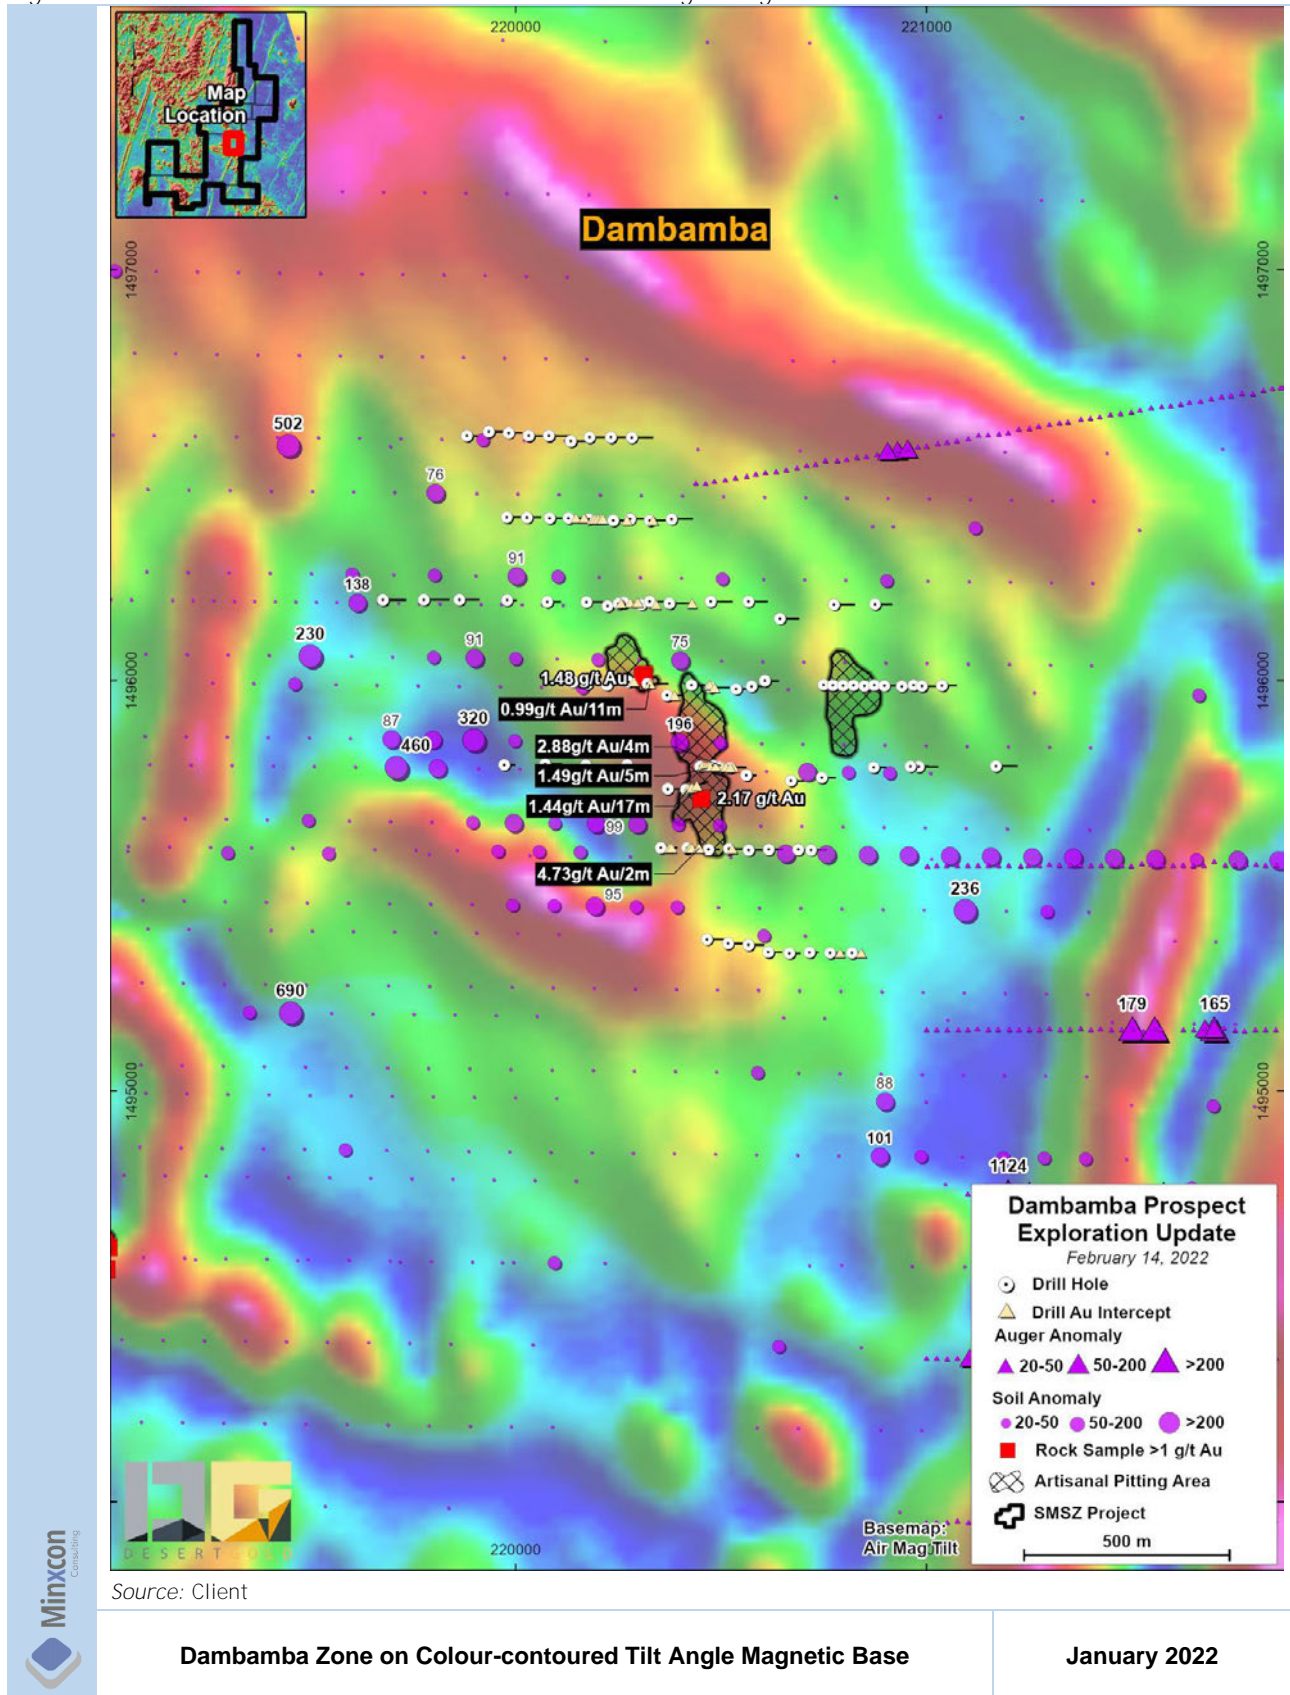 220000
221000
Map
Location
Dambamba
1497000
1497000
502
76
91
138
230
91
75
1496000
1496000
1.48 g/t Au
0.99g/t Au/11m
87
320
196
460
2.88g/t Au/4m
1.49g/t Au/5m
1.44g/t Au/17m
2.17 g/t Au
99
4.73g/t Au/2m
95
236
690
179
165
1495000
1495000
88
101
1124
Dambamba Prospect
Exploration Update
February 14, 2022
Drill Hole
Drill Au Intercept
Auger Anomaly
20-50
50-200
>200
Soil Anomaly
20-50
50-200
>200
Rock Sample >1 g/t Au
Artisanal Pitting Area
SMSZ Project
500 m
Basemap:
Air Mag Tilt
DESERT GOLD
220000
Minxcon
Consulting
Source: Client
Dambamba Zone on Colour-contoured Tilt Angle Magnetic Base
January 2022